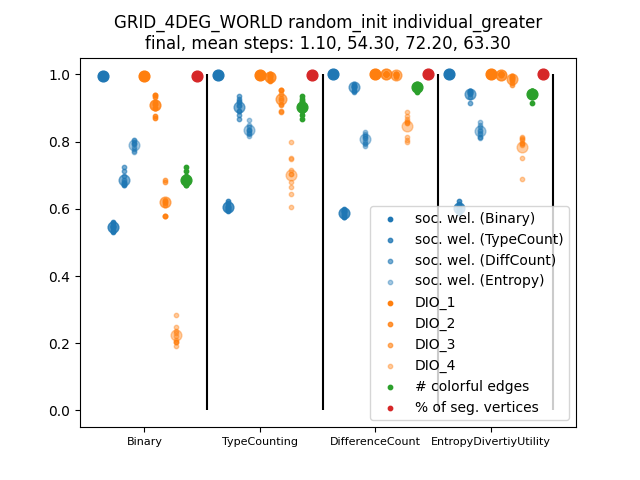 GRID_4DEG_WORLD random_init individual_greater
final, mean steps: 1.10, 54.30, 72.20, 63.30
1.0
0.8
0.6
0.4
0.2
0.0
soc. wel. (Binary)
soc. wel. (TypeCount)
soc. wel. (DiffCount)
soc. wel. (Entropy)
DIO_1
DIO_2
DIO_3
DIO_4
# colorful edges
% of seg. vertices
Binary
TypeCounting
DifferenceCount
EntropyDivertiyUtility